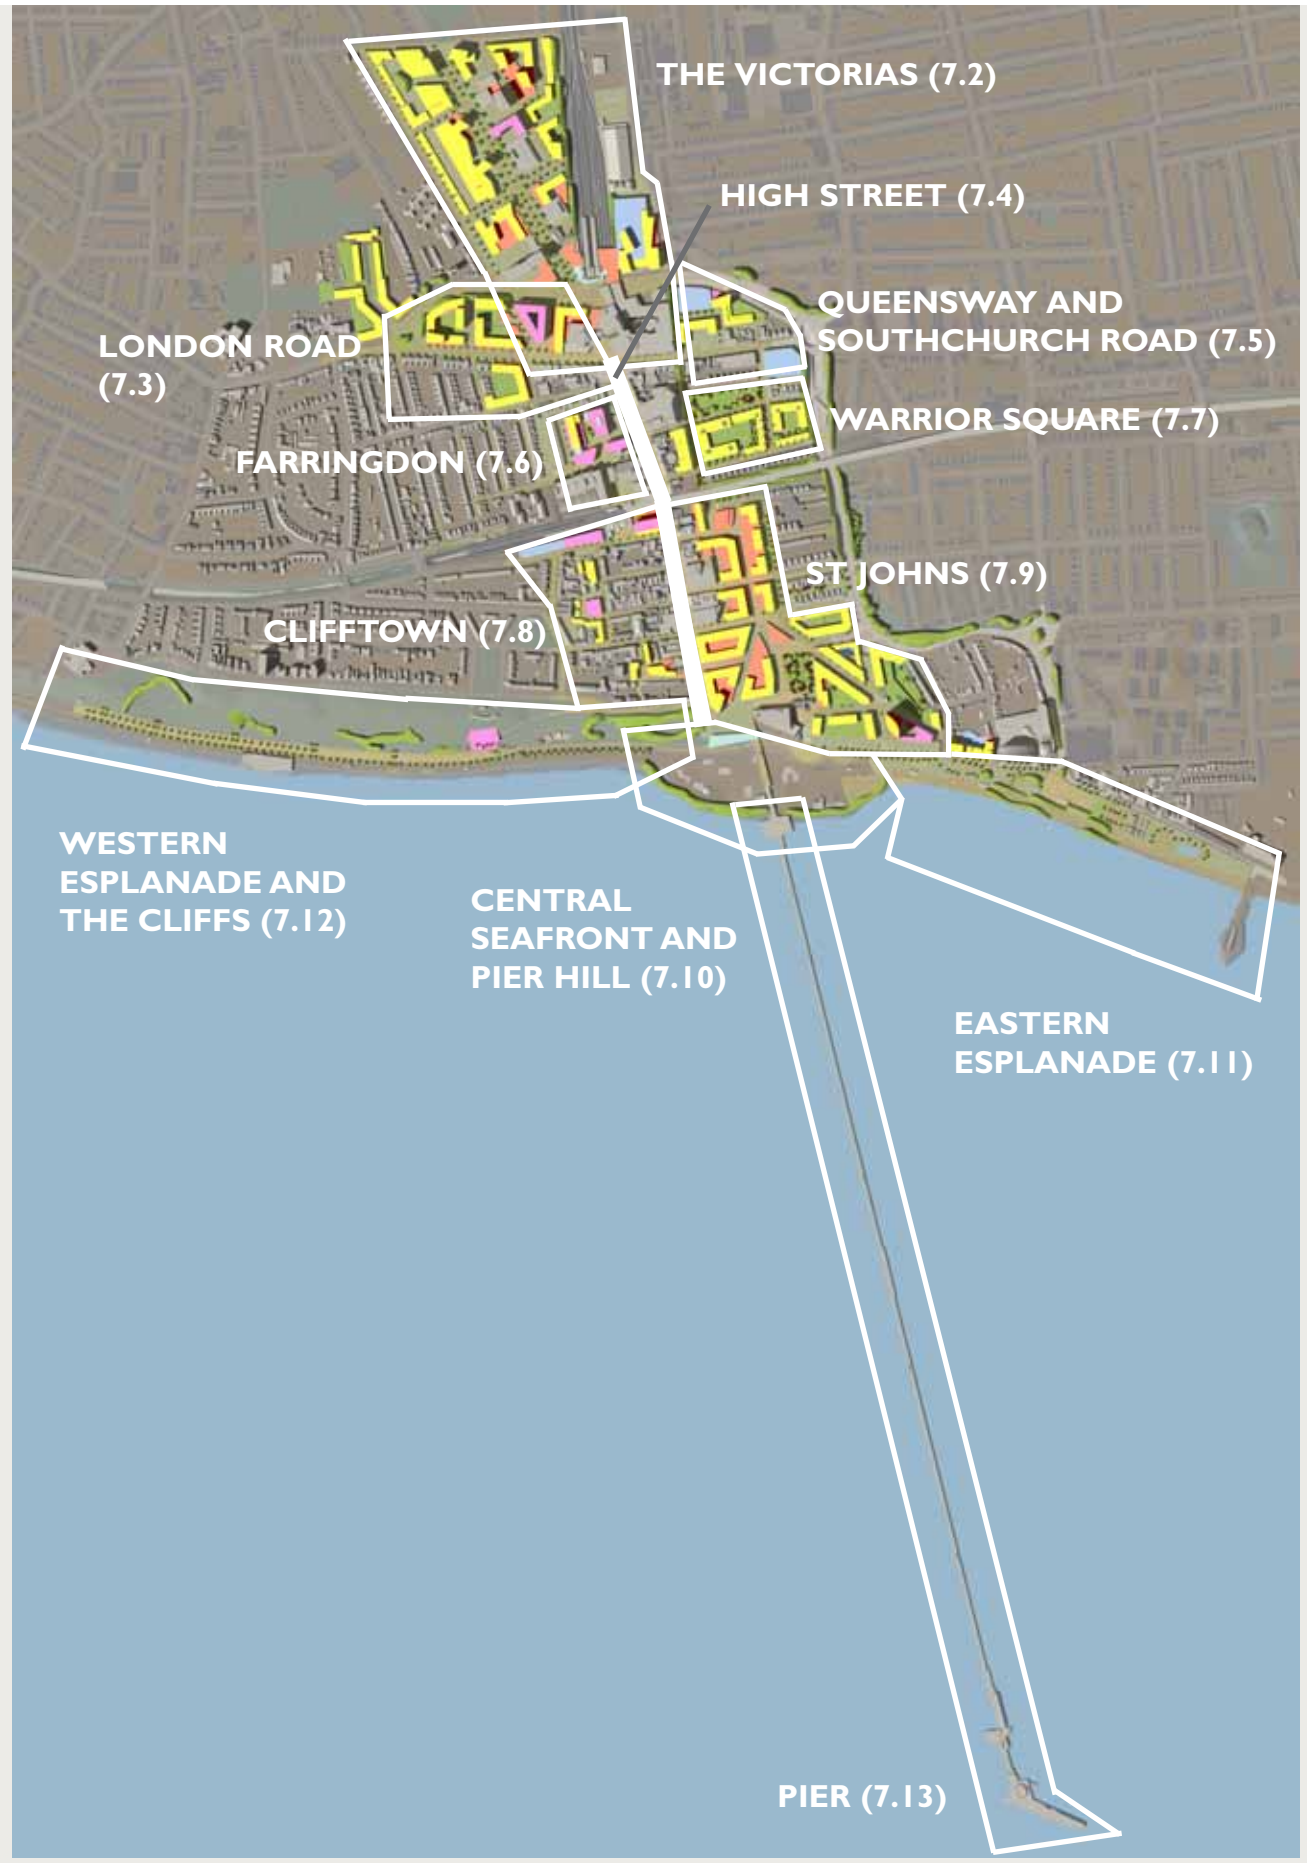 THE VICTORIAS (7.2)
HIGH STREET (7.4)
QUEENSWAY AND
SOUTHCHURCH ROAD (7.5)
LONDON ROAD
(7.3)
WARRIOR SQUARE (7.7)
FARRINGDON (7.6)
ST JOHNS (7.9)
CLIFFTOWN (7.8)
WESTERN
ESPLANADE AND
THE CLIFFS (7.12)
CENTRAL
SEAFRONT AND
PIER HILL (7.10)
EASTERN
ESPLANADE (7.11)
PIER (7.13)